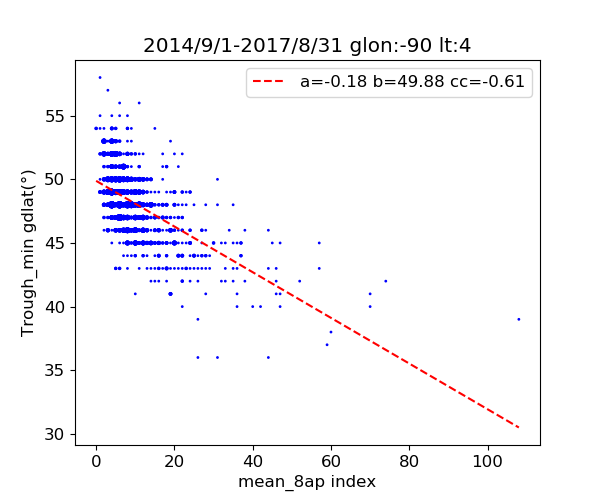 2014/9/1-2017/8/31 glon:-90 lt:4
a=-0.18 b=49.88 cc=-0.61
Trough_min gdlat(°)
55
50
45
40
35
30
0 20 40 60 80 100
mean_8ap index